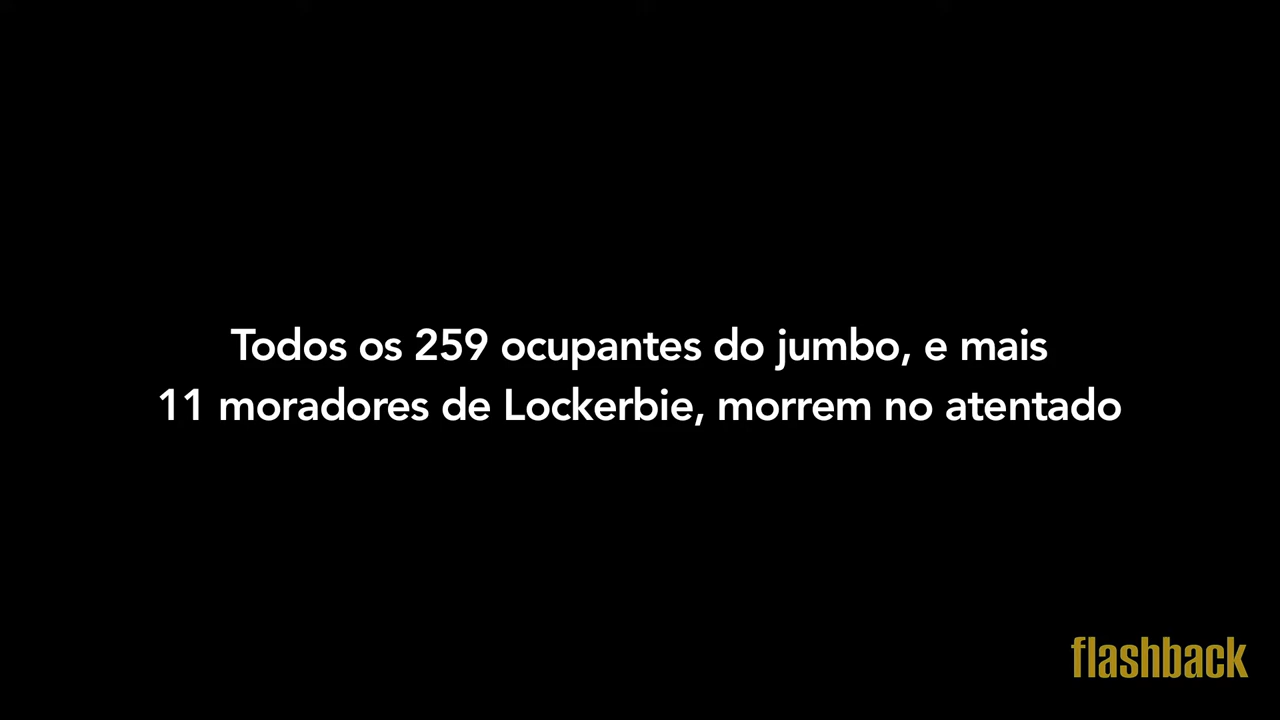 Todos os 259 ocupantes do jumbo, e mais
11 moradores de Lockerbie, morrem no atentado
flashback